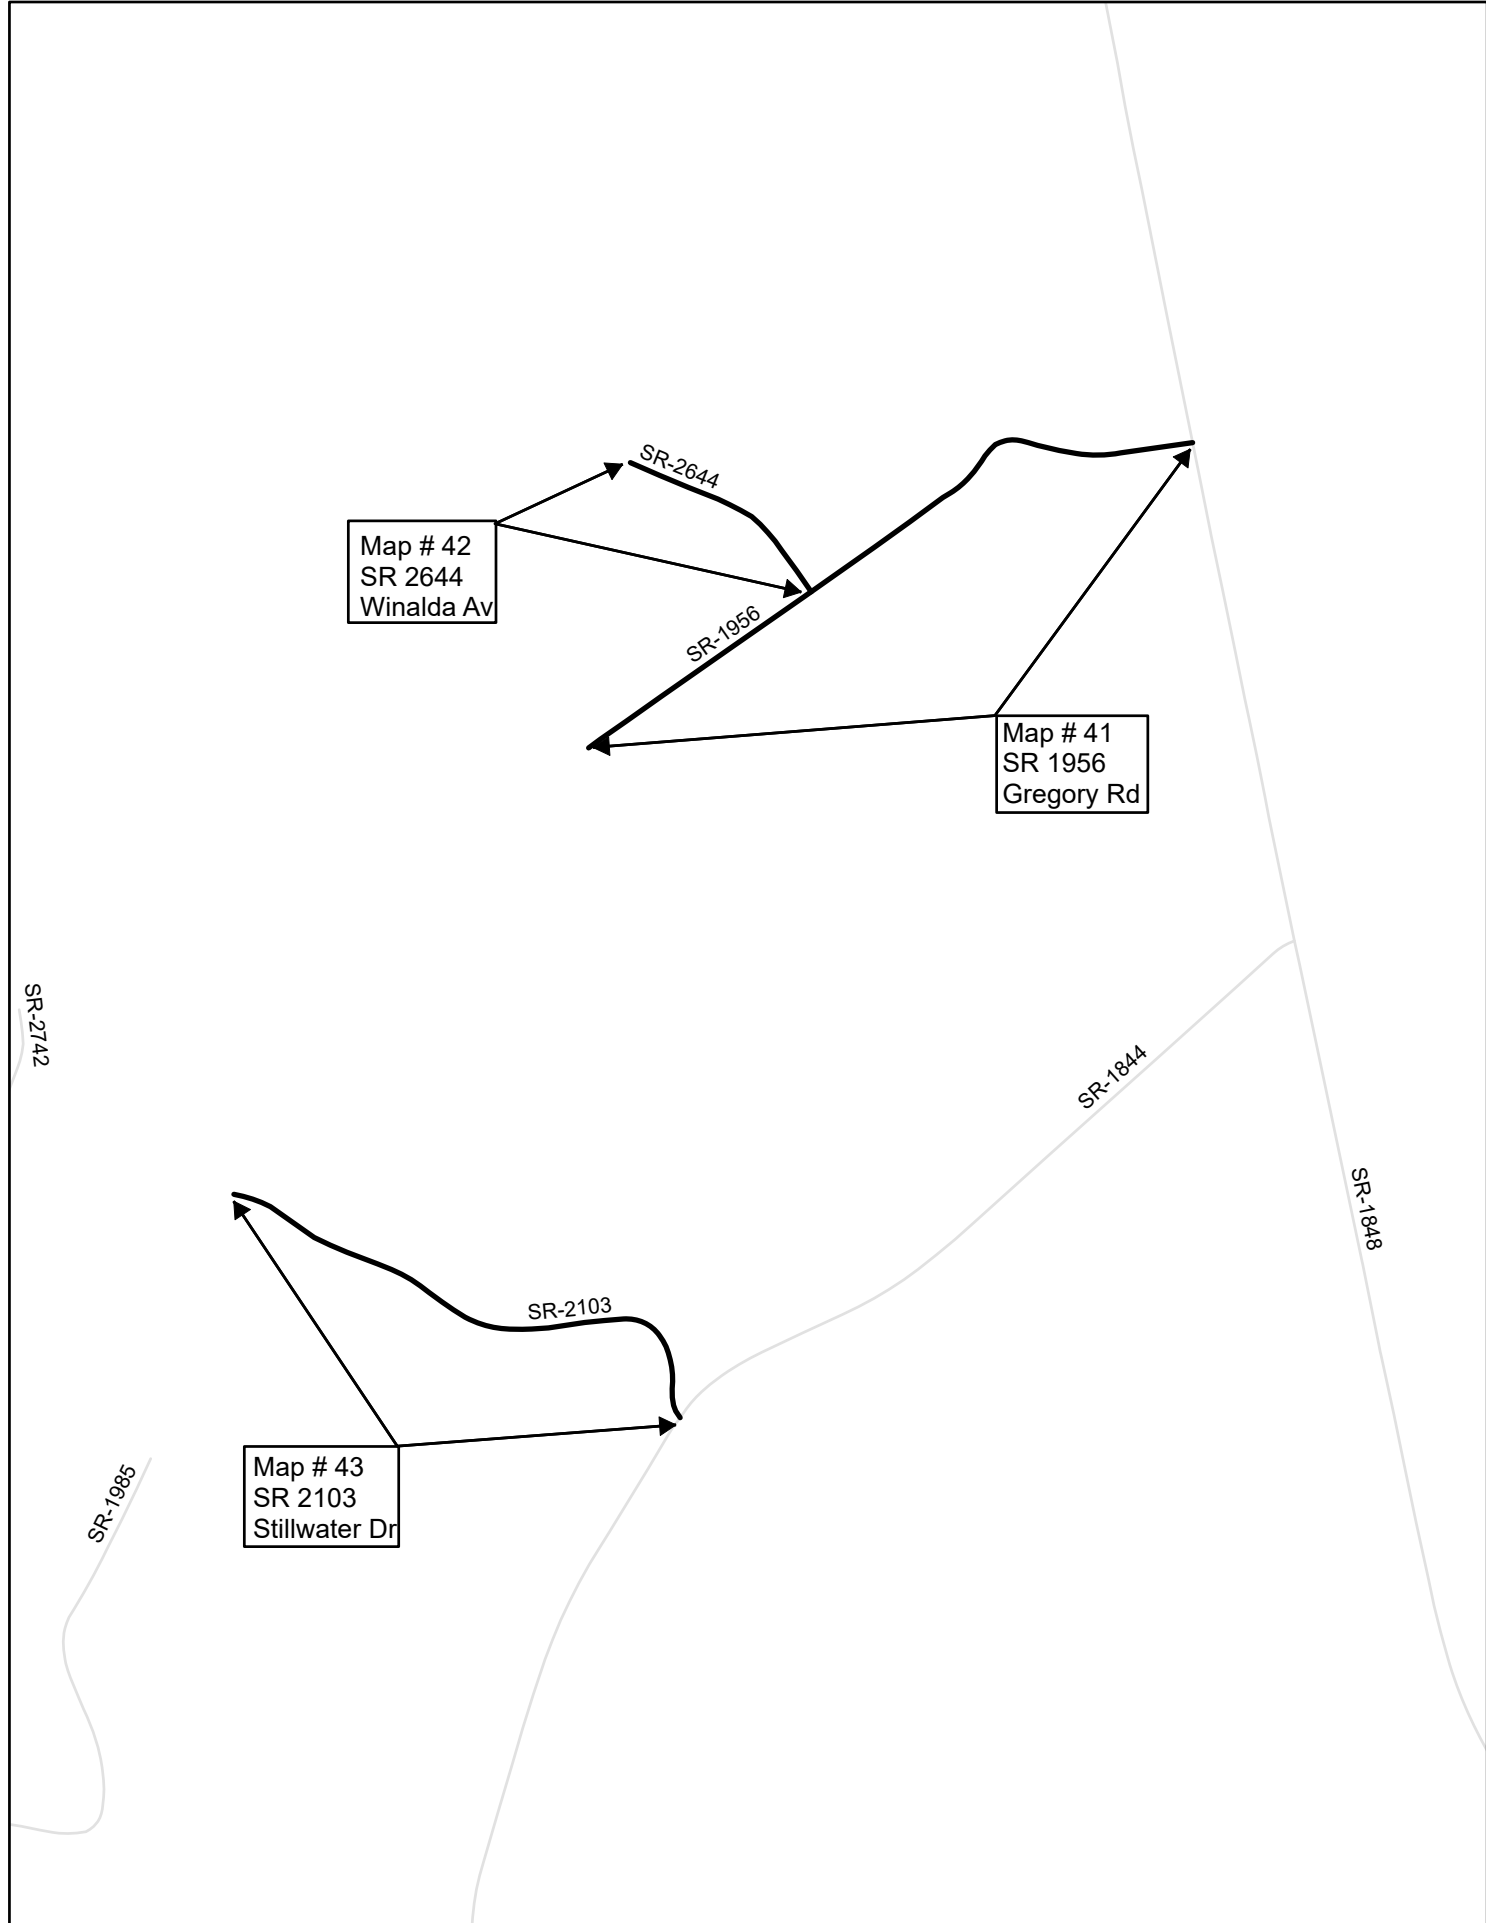 SR-2644
Map # 42
SR 2644
Winalda Av
SR-1956
Map # 41
SR 1956
Gregory Rd
SR-2742
SR-1844
SR-1848
SR-2103
Map # 43
SR 2103
Stillwater Dr
SR-1985